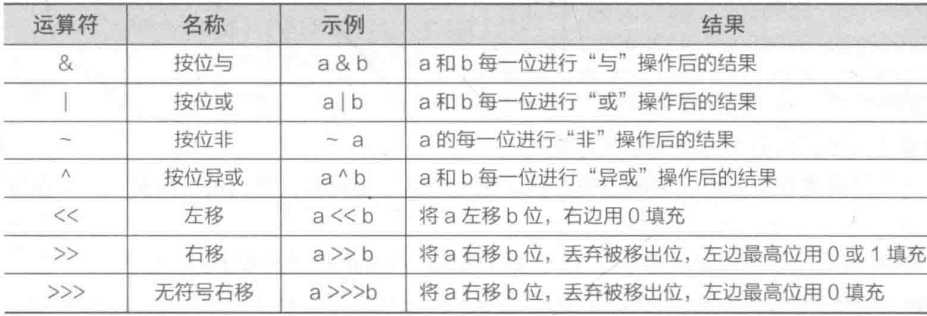 运算符 名称 示例 结果
& 按位与 a & b a 和 b 每一位进行“与”操作后的结果
| 按位或 a | b a 和 b 每一位进行“或”操作后的结果
~ 按位非 ~ a a 的每一位进行“非”操作后的结果
^ 按位异或 a ^ b a 和 b 每一位进行“异或”操作后的结果
<< 左移 a << b 将 a 左移 b 位，右边用 0 填充
>> 右移 a >> b 将 a 右移 b 位，丢弃被移出位，左边最高位用 0 或 1 填充
>>> 无符号右移 a >>>b 将 a 右移 b 位，丢弃被移出位，左边最高位用 0 填充